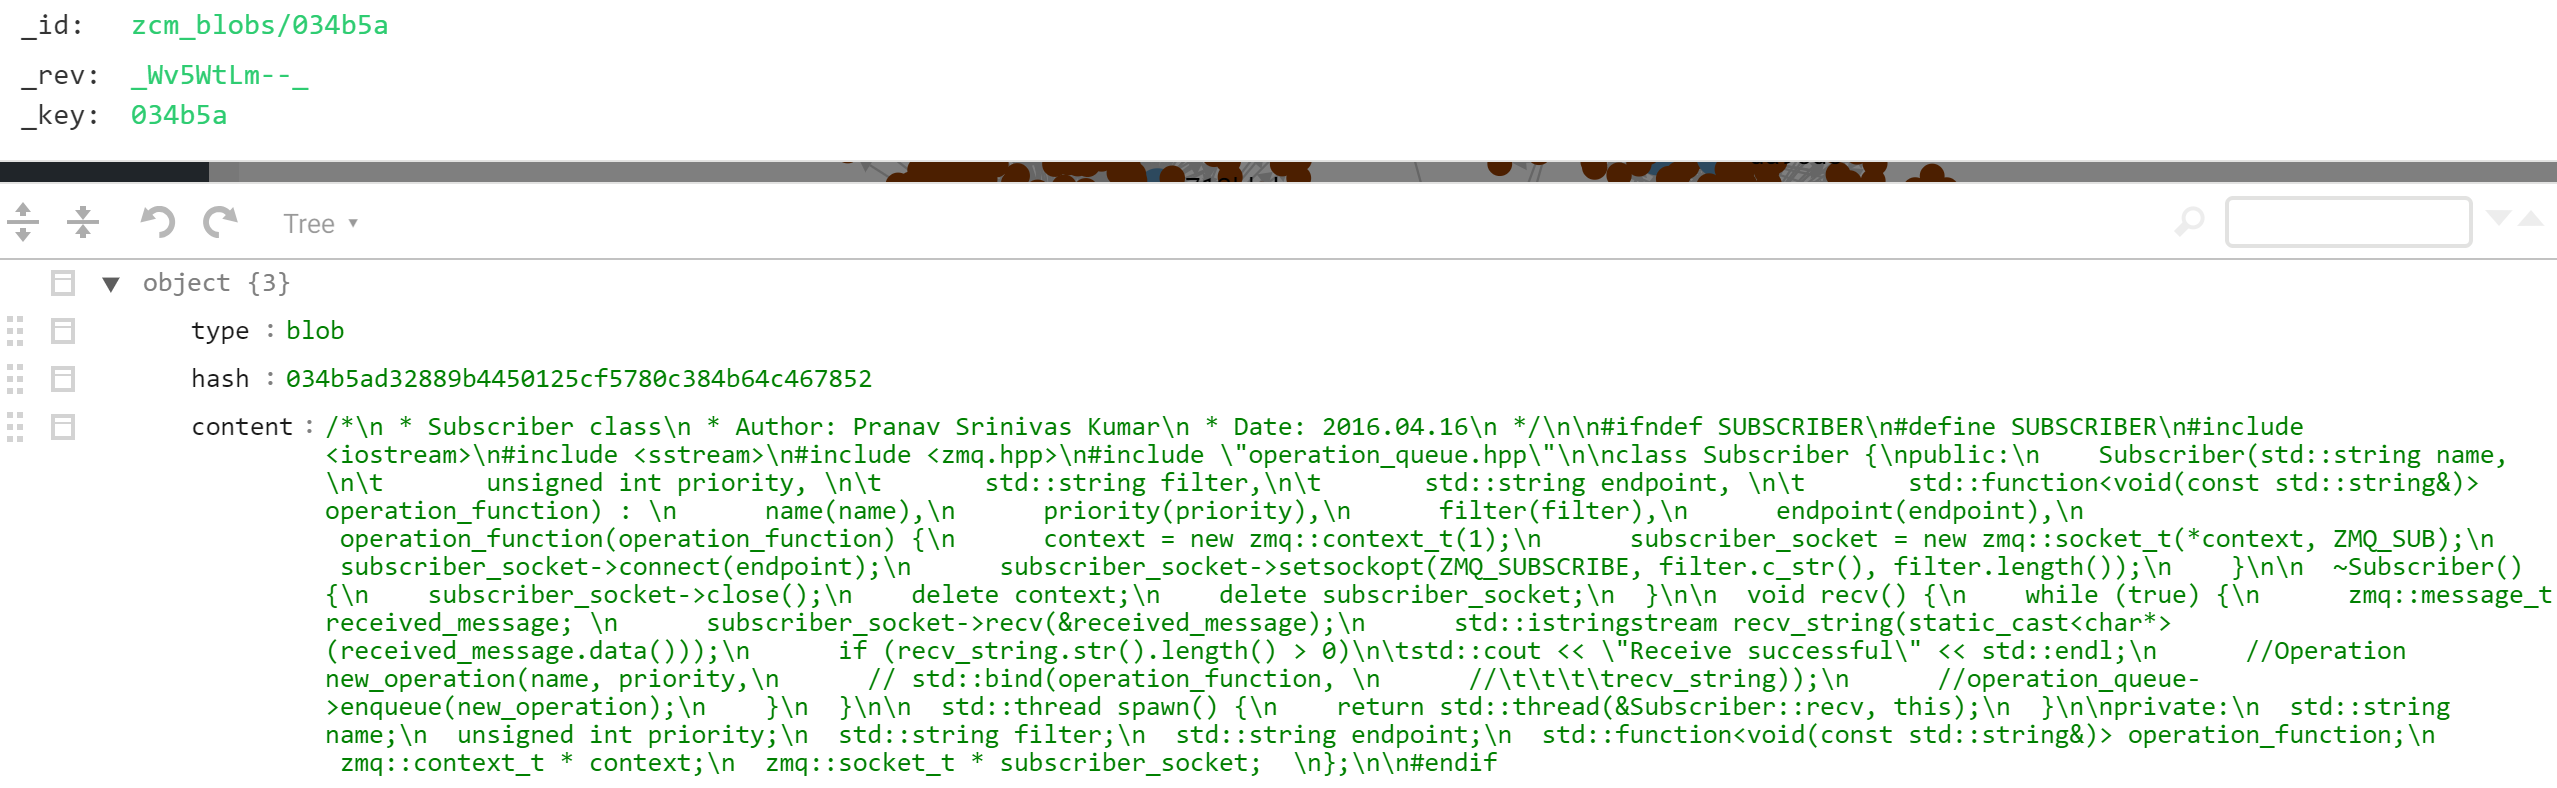 _id: zcm_blobs/034b5a
_rev: _Wv5WtLm--_
_key: 034b5a
Tree
object {3}
type : blob
hash : 034b5ad32889b4450125cf5780c384b64c467852
content : /*\n * Subscriber class\n * Author: Pranav Srinivas Kumar\n * Date: 2016.04.16\n */\n\n#ifndef SUBSCRIBER\n#define SUBSCRIBER\n#include
<iostream>\n#include <sstream>\n#include <zmq.hpp>\n#include \"operation_queue.hpp\"\n\nclass Subscriber {\npublic:\n    Subscriber(std::string name,
\n\t       unsigned int priority, \n\t       std::string filter,\n\t       std::string endpoint, \n\t       std::function<void(const std::string&)>
operation_function) : \n      name(name),\n      priority(priority),\n      filter(filter),\n      endpoint(endpoint),\n
operation_function(operation_function) {\n      context = new zmq::context_t(1);\n      subscriber_socket = new zmq::socket_t(*context, ZMQ_SUB);\n
subscriber_socket->connect(endpoint);\n      subscriber_socket->setsockopt(ZMQ_SUBSCRIBE, filter.c_str(), filter.length());\n    }\n\n  ~Subscriber()
{\n    subscriber_socket->close();\n    delete context;\n    delete subscriber_socket;\n  }\n\n  void recv() {\n    while (true) {\n      zmq::message_t
received_message; \n      subscriber_socket->recv(&received_message);\n      std::istringstream recv_string(static_cast<char*>
(received_message.data()));\n      if (recv_string.str().length() > 0)\n\tstd::cout << \"Receive successful\" << std::endl;\n      //Operation
new_operation(name, priority,\n      // std::bind(operation_function, \n      //\t\t\t\trecv_string));\n      //operation_queue-
>enqueue(new_operation);\n    }\n  }\n\n  std::thread spawn() {\n    return std::thread(&Subscriber::recv, this);\n  }\n\nprivate:\n  std::string
name;\n  unsigned int priority;\n  std::string filter;\n  std::string endpoint;\n  std::function<void(const std::string&)> operation_function;\n
zmq::context_t * context;\n  zmq::socket_t * subscriber_socket;  \n};\n\n#endif